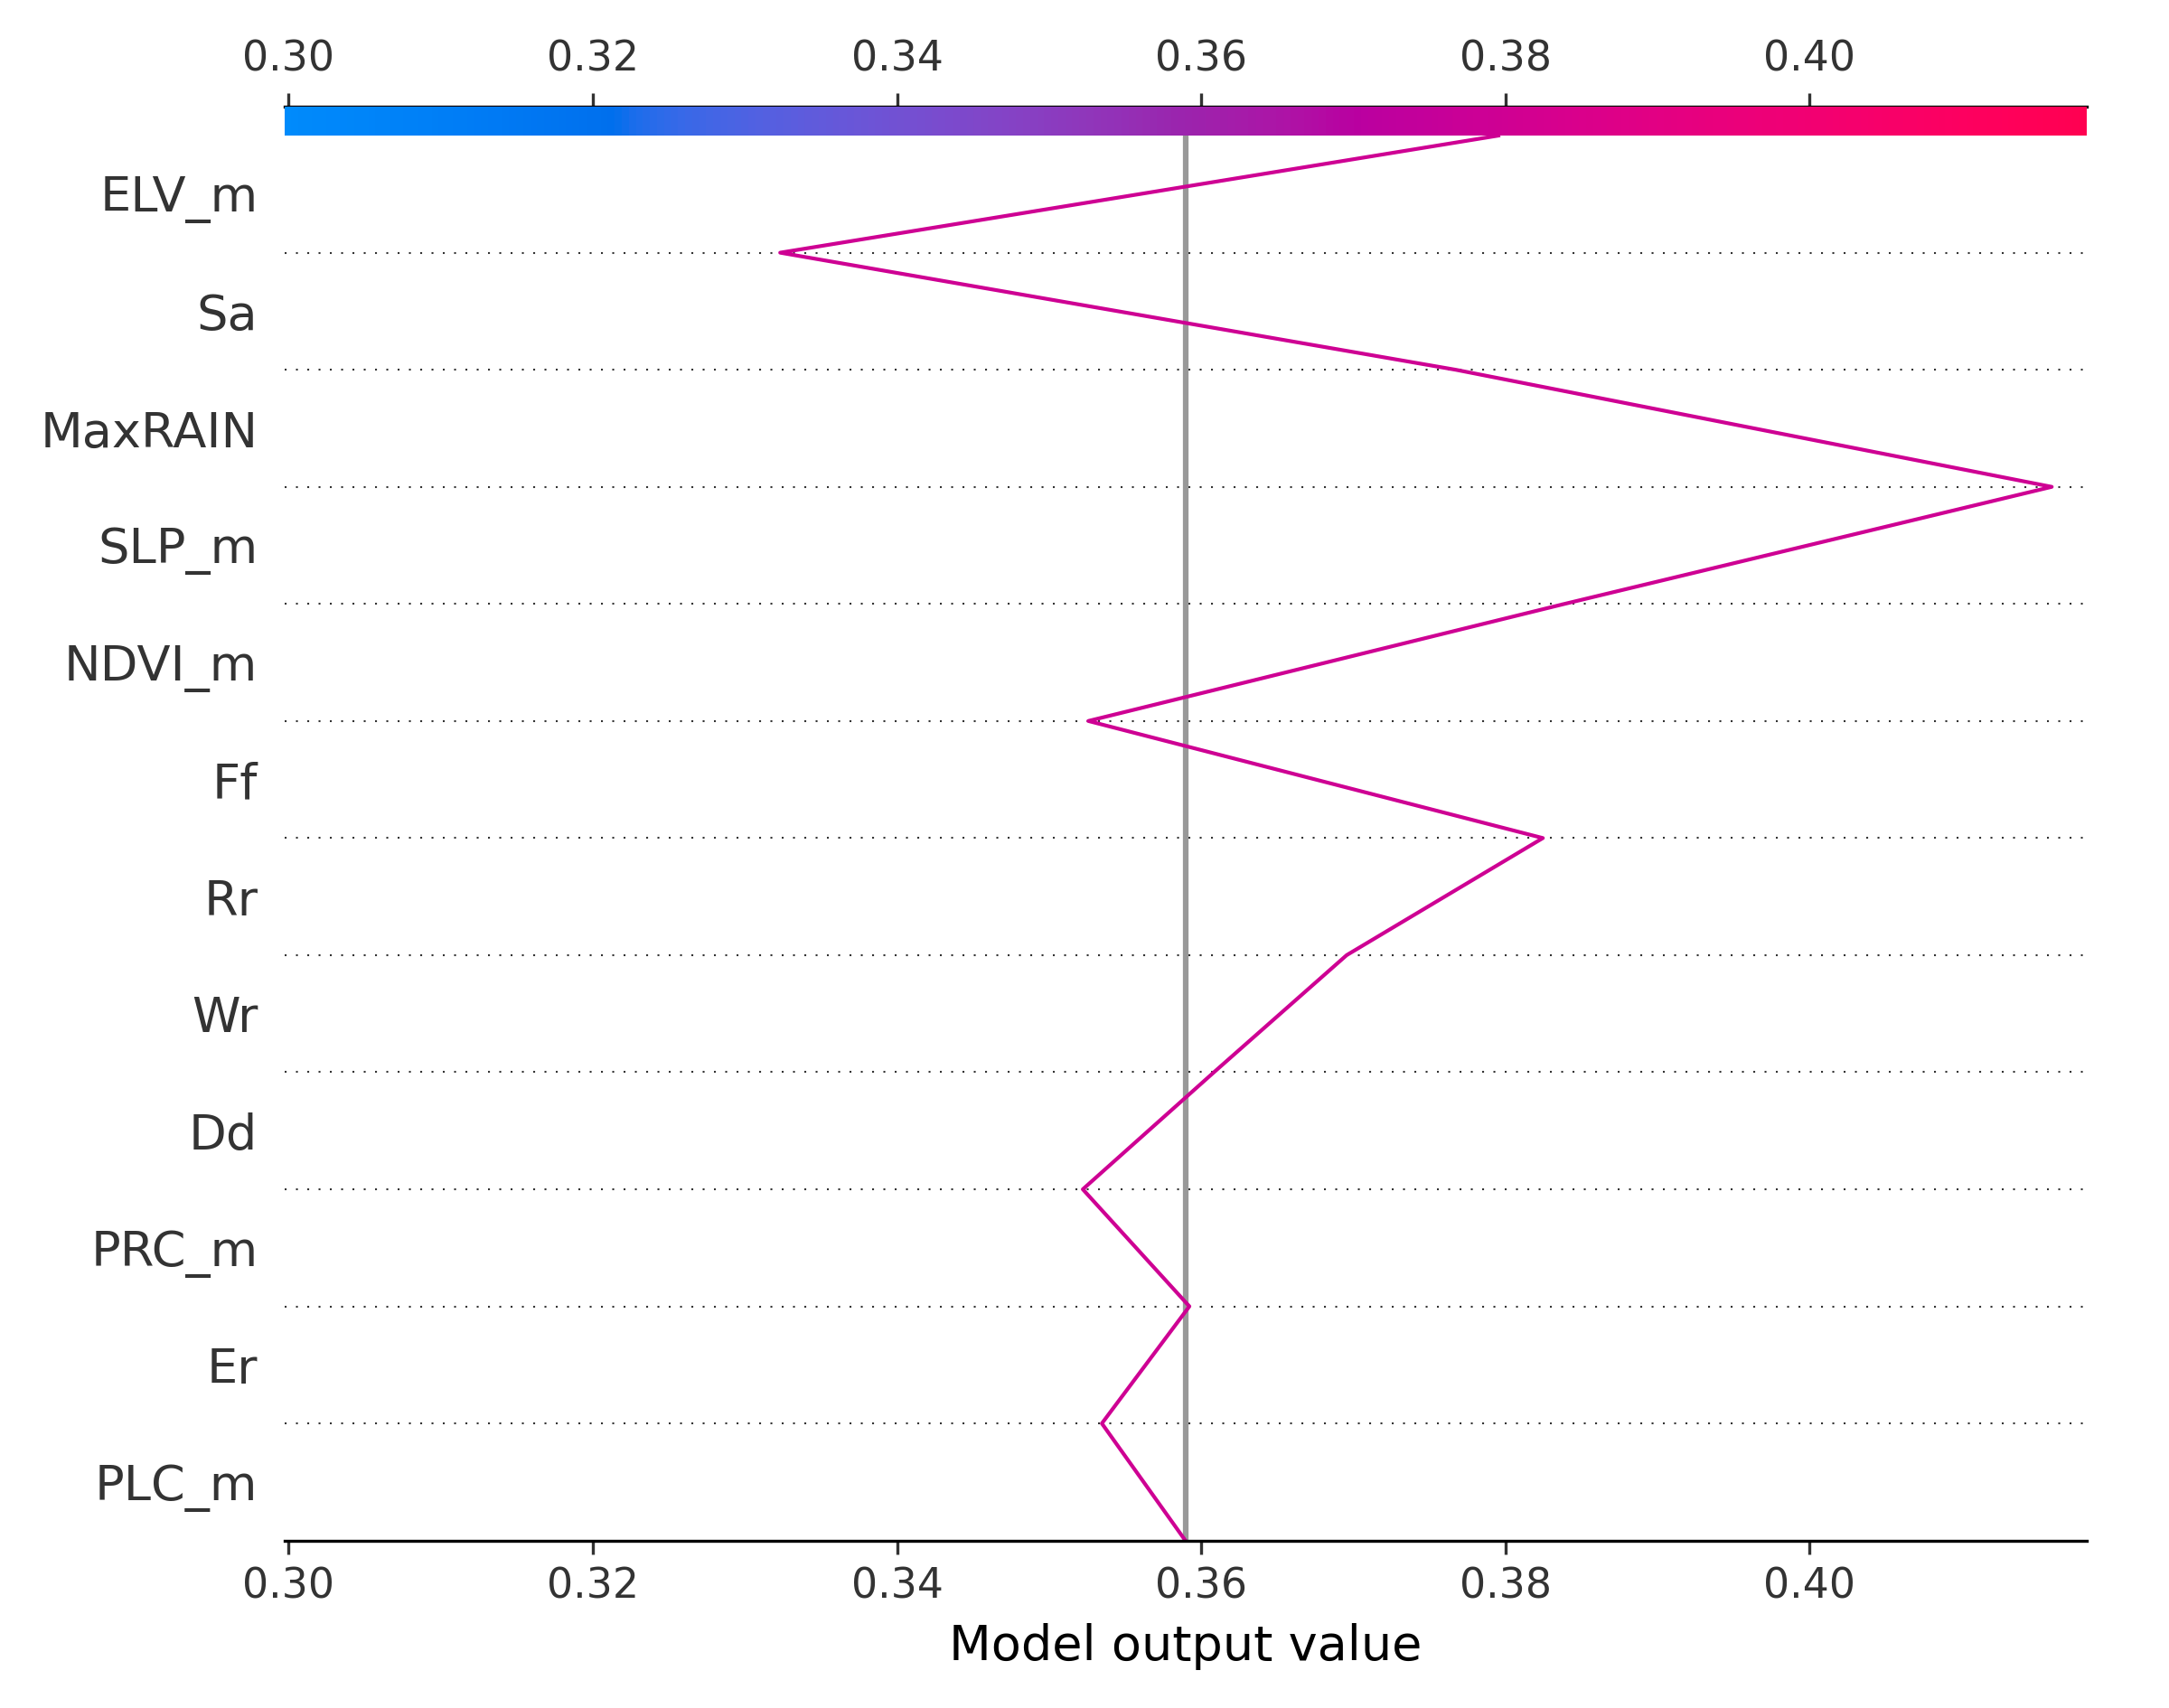 0.30 0.32 0.34 0.36 0.38 0.40
ELV_m
Sa
MaxRAIN
SLP_m
NDVI_m
Ff
Rr
Wr
Dd
PRC_m
Er
PLC_m
0.30 0.32 0.34 0.36 0.38 0.40
Model output value